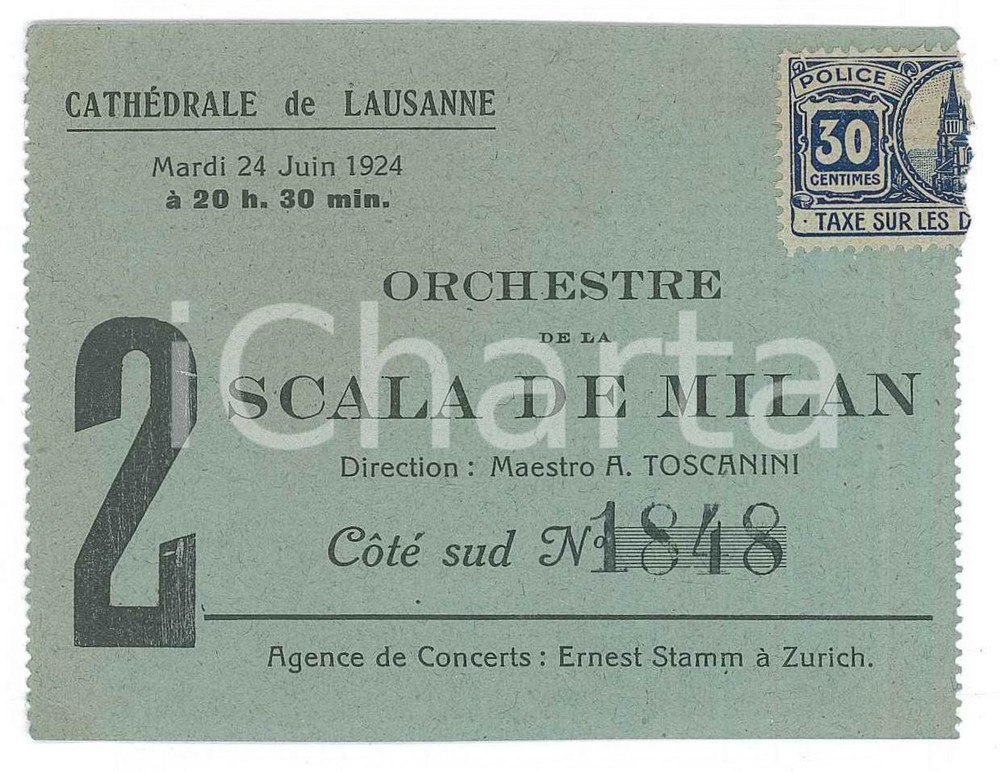 CATHÉDRALE de LAUSANNE
Mardi 24 Juin 1924
à 20 h. 30 min.
POLICE
30
CENTIMES
· TAXE SUR LES D
ORCHESTRE
DE LA
SCALA DE MILAN
Direction : Maestro A. TOSCANINI
2
Côté sud No 1848
Agence de Concerts : Ernest Stamm à Zurich.
iCharta